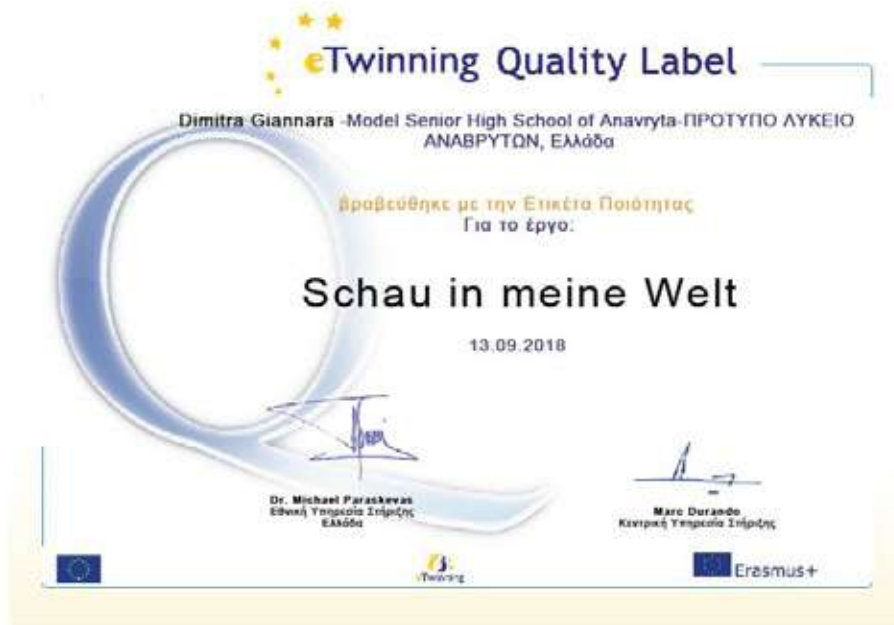 eTwinning Quality Label
Dimitra Giannara -Model Senior High School of Anavryta-ΠΡΟΤΥΠΟ ΛΥΚΕΙΟ
ΑΝΑΒΡΥΤΩΝ, Ελλάδα
βραβεύθηκε με την Ετικέτα Ποιότητας
Για το έργο:
Schau in meine Welt
13.09.2018
Dr. Michael Paraskevas
Εθνική Υπηρεσία Στήριξης
Ελλάδα
Marc Durando
Κεντρική Υπηρεσία Στήριξης
eTwinning
Erasmus+